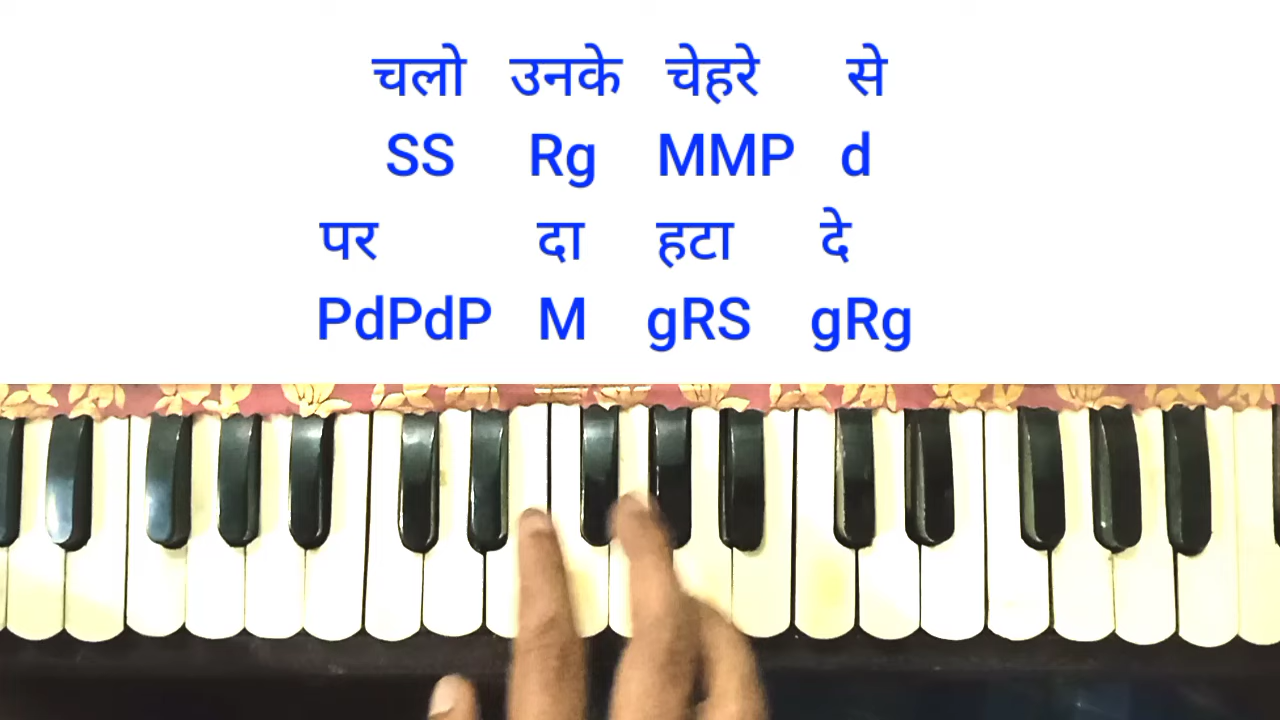 चलो उनके चेहरे से
SS Rg MMP d
पर दा हटा दे
PdPdP M gRS gRg